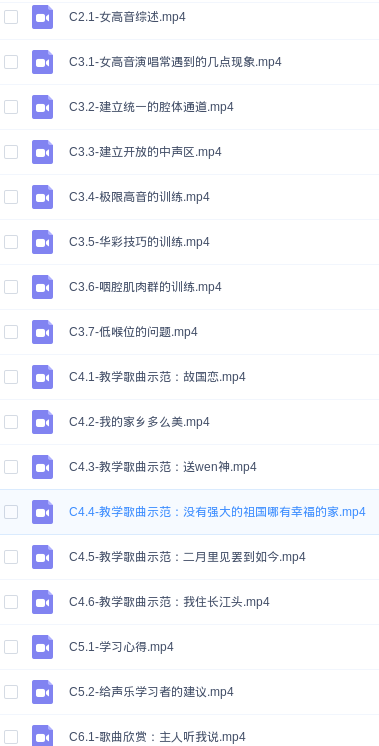 C2.1-女高音综述.mp4
C3.1-女高音演唱常遇到的几点现象.mp4
C3.2-建立统一的腔体通道.mp4
C3.3-建立开放的中声区.mp4
C3.4-极限高音的训练.mp4
C3.5-华彩技巧的训练.mp4
C3.6-咽腔肌肉群的训练.mp4
C3.7-低喉位的问题.mp4
C4.1-教学歌曲示范：故国恋.mp4
C4.2-我的家乡多么美.mp4
C4.3-教学歌曲示范：送wen神.mp4
C4.4-教学歌曲示范：没有强大的祖国哪有幸福的家.mp4
C4.5-教学歌曲示范：二月里见罢到如今.mp4
C4.6-教学歌曲示范：我住长江头.mp4
C5.1-学习心得.mp4
C5.2-给声乐学习者的建议.mp4
C6.1-歌曲欣赏：主人听我说.mp4